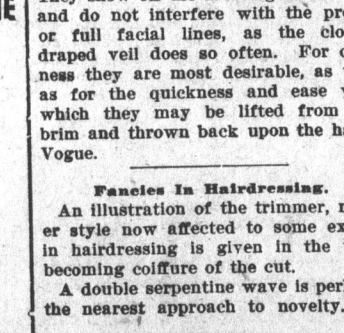 and do not interfere with the
or full facial lines, as the
draped veil does so often. For
ness they are most desirable, as
as for the quickness and ease
which they may be lifted from
brim and thrown back upon the
Vogue.
Fancies In Hairdressing.
An illustration of the trimmer,
er style now affected to some
in hairdressing is given in the
becoming coiffure of the cut.
A double serpentine wave is
the nearest approach to novelty.